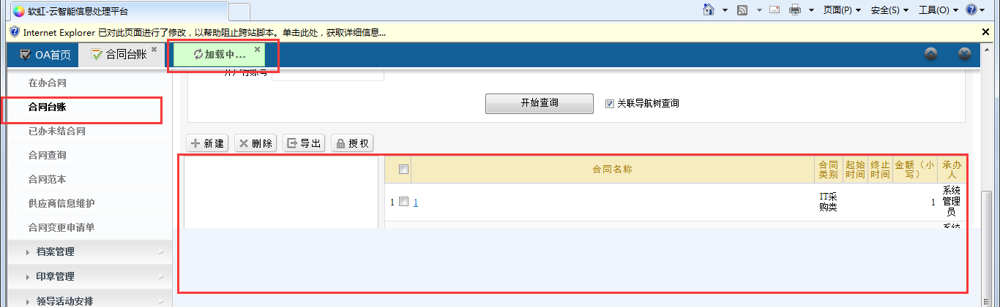 软虹-云智能信息处理平台
页面(P) 安全(S) 工具(O)
Internet Explorer 已对此页面进行了修改，以帮助阻止跨站脚本。单击此处，获取详细信息...
OA首页 合同台账 加载中...
在办合同
合同台账
已办未结合同
合同查询
合同范本
供应商信息维护
合同变更申请单
档案管理
印章管理
领导活动安排
开始查询 关联导航树查询
新建 删除 导出 授权
合同名称 合同类别 起始时间 终止时间 金额（小写） 承办人
1 1 IT采购类 1 系统管理员
系统